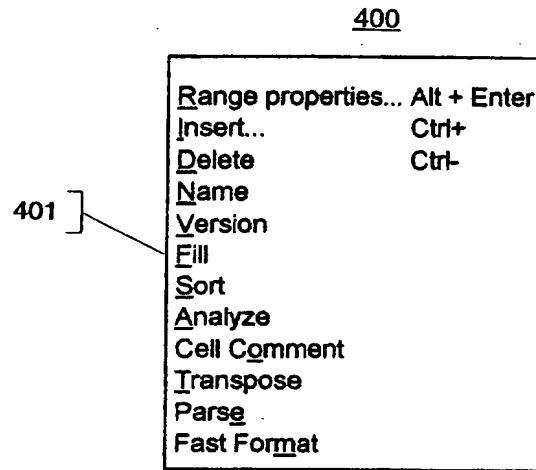 400
Range properties... Alt + Enter
Insert... Ctrl+
Delete Ctrl-
Name
Version
401
Fill
Sort
Analyze
Cell Comment
Transpose
Parse
Fast Format